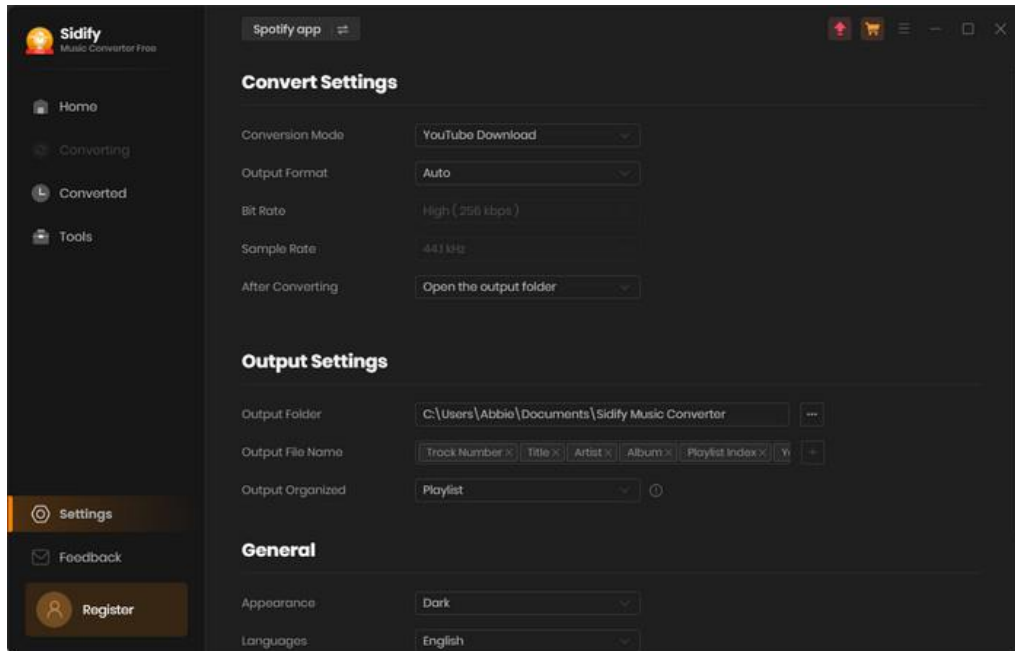 Sidify
Music Converter Free
Spotify app
Home
Converting
Converted
Tools
Settings
Feedback
Register
Convert Settings
Conversion Mode YouTube Download
Output Format Auto
Bit Rate High ( 256 kbps )
Sample Rate 44.1 kHz
After Converting Open the output folder
Output Settings
Output Folder C:\Users\Abbie\Documents\Sidify Music Converter ...
Output File Name Track Number × Title × Artist × Album × Playlist Index × +
Output Organized Playlist
General
Appearance Dark
Languages English